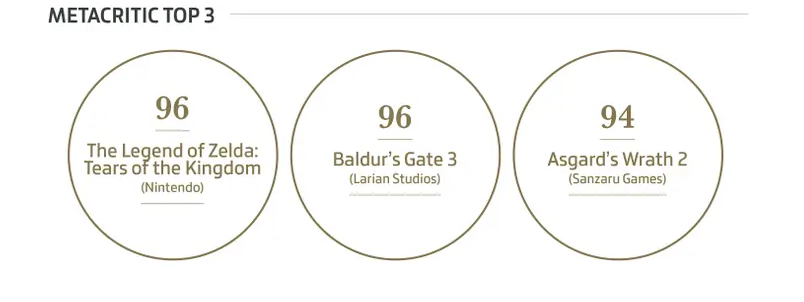 METACRITIC TOP 3
96
The Legend of Zelda:
Tears of the Kingdom
(Nintendo)
96
Baldur's Gate 3
(Larian Studios)
94
Asgard's Wrath 2
(Sanzaru Games)